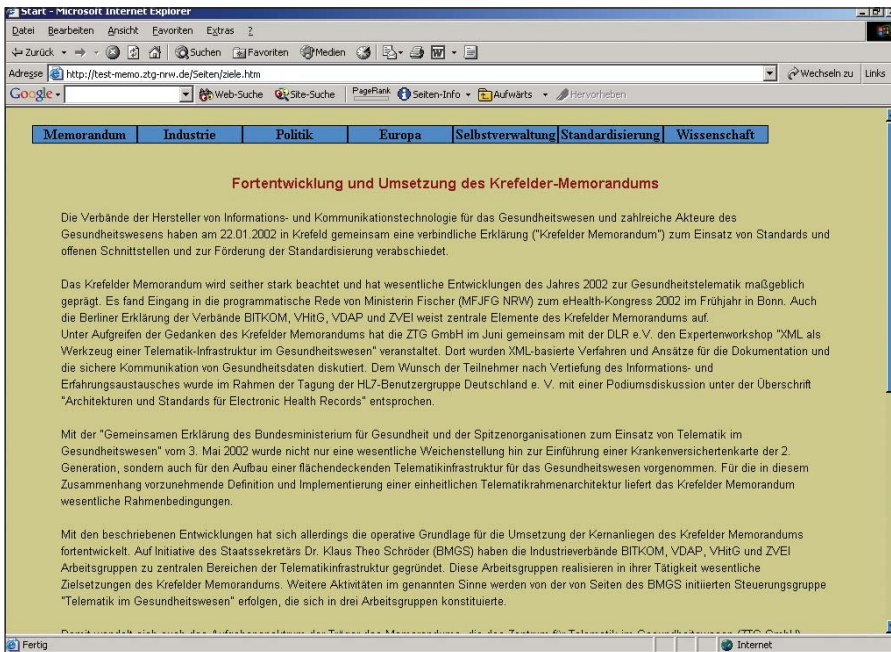 Start - Microsoft Internet Explorer
Datei Bearbeiten Ansicht Favoriten Extras ?
Zurück Suchen Favoriten Medien
Adresse http://test-memo.ztg-nrw.de/Seiten/ziele.htm Wechseln zu Links
Google Web-Suche Site-Suche PageRank Seiten-Info Aufwärts Hervorheben
Memorandum Industrie Politik Europa Selbstverwaltung Standardisierung Wissenschaft
Fortentwicklung und Umsetzung des Krefelder-Memorandums
Die Verbände der Hersteller von Informations- und Kommunikationstechnologie für das Gesundheitswesen und zahlreiche Akteure des
Gesundheitswesens haben am 22.01.2002 in Krefeld gemeinsam eine verbindliche Erklärung ("Krefelder Memorandum") zum Einsatz von Standards und
offenen Schnittstellen und zur Förderung der Standardisierung verabschiedet.
Das Krefelder Memorandum wird seither stark beachtet und hat wesentliche Entwicklungen des Jahres 2002 zur Gesundheitstelematik maßgeblich
geprägt. Es fand Eingang in die programmatische Rede von Ministerin Fischer (MFJFG NRW) zum eHealth-Kongress 2002 im Frühjahr in Bonn. Auch
die Berliner Erklärung der Verbände BITKOM, VHitG, VDAP und ZVEI weist zentrale Elemente des Krefelder Memorandums auf.
Unter Aufgreifen der Gedanken des Krefelder Memorandums hat die ZTG GmbH im Juni gemeinsam mit der DLR e.V. den Expertenworkshop "XML als
Werkzeug einer Telematik-Infrastruktur im Gesundheitswesen" veranstaltet. Dort wurden XML-basierte Verfahren und Ansätze für die Dokumentation und
die sichere Kommunikation von Gesundheitsdaten diskutiert. Dem Wunsch der Teilnehmer nach Vertiefung des Informations- und
Erfahrungsaustausches wurde im Rahmen der Tagung der HL7-Benutzergruppe Deutschland e. V. mit einer Podiumsdiskussion unter der Überschrift
"Architekturen und Standards für Electronic Health Records" entsprochen.
Mit der "Gemeinsamen Erklärung des Bundesministerium für Gesundheit und der Spitzenorganisationen zum Einsatz von Telematik im
Gesundheitswesen" vom 3. Mai 2002 wurde nicht nur eine wesentliche Weichenstellung hin zur Einführung einer Krankenversichertenkarte der 2.
Generation, sondern auch für den Aufbau einer flächendeckenden Telematikinfrastruktur für das Gesundheitswesen vorgenommen. Für die in diesem
Zusammenhang vorzunehmende Definition und Implementierung einer einheitlichen Telematikrahmenarchitektur liefert das Krefelder Memorandum
wesentliche Rahmenbedingungen.
Mit den beschriebenen Entwicklungen hat sich allerdings die operative Grundlage für die Umsetzung der Kernanliegen des Krefelder Memorandums
fortentwickelt. Auf Initiative des Staatssekretärs Dr. Klaus Theo Schröder (BMGS) haben die Industrieverbände BITKOM, VDAP, VHitG und ZVEI
Arbeitsgruppen zu zentralen Bereichen der Telematikinfrastruktur gegründet. Diese Arbeitsgruppen realisieren in ihrer Tätigkeit wesentliche
Zielsetzungen des Krefelder Memorandums. Weitere Aktivitäten im genannten Sinne werden von der von Seiten des BMGS initiierten Steuerungsgruppe
"Telematik im Gesundheitswesen" erfolgen, die sich in drei Arbeitsgruppen konstituierte.
Damit wandelt sich auch das Aufgabenspektrum der Träger des Memorandums, die das Zentrum für Telematik im Gesundheitswesen (ZTG GmbH)
Fertig Internet